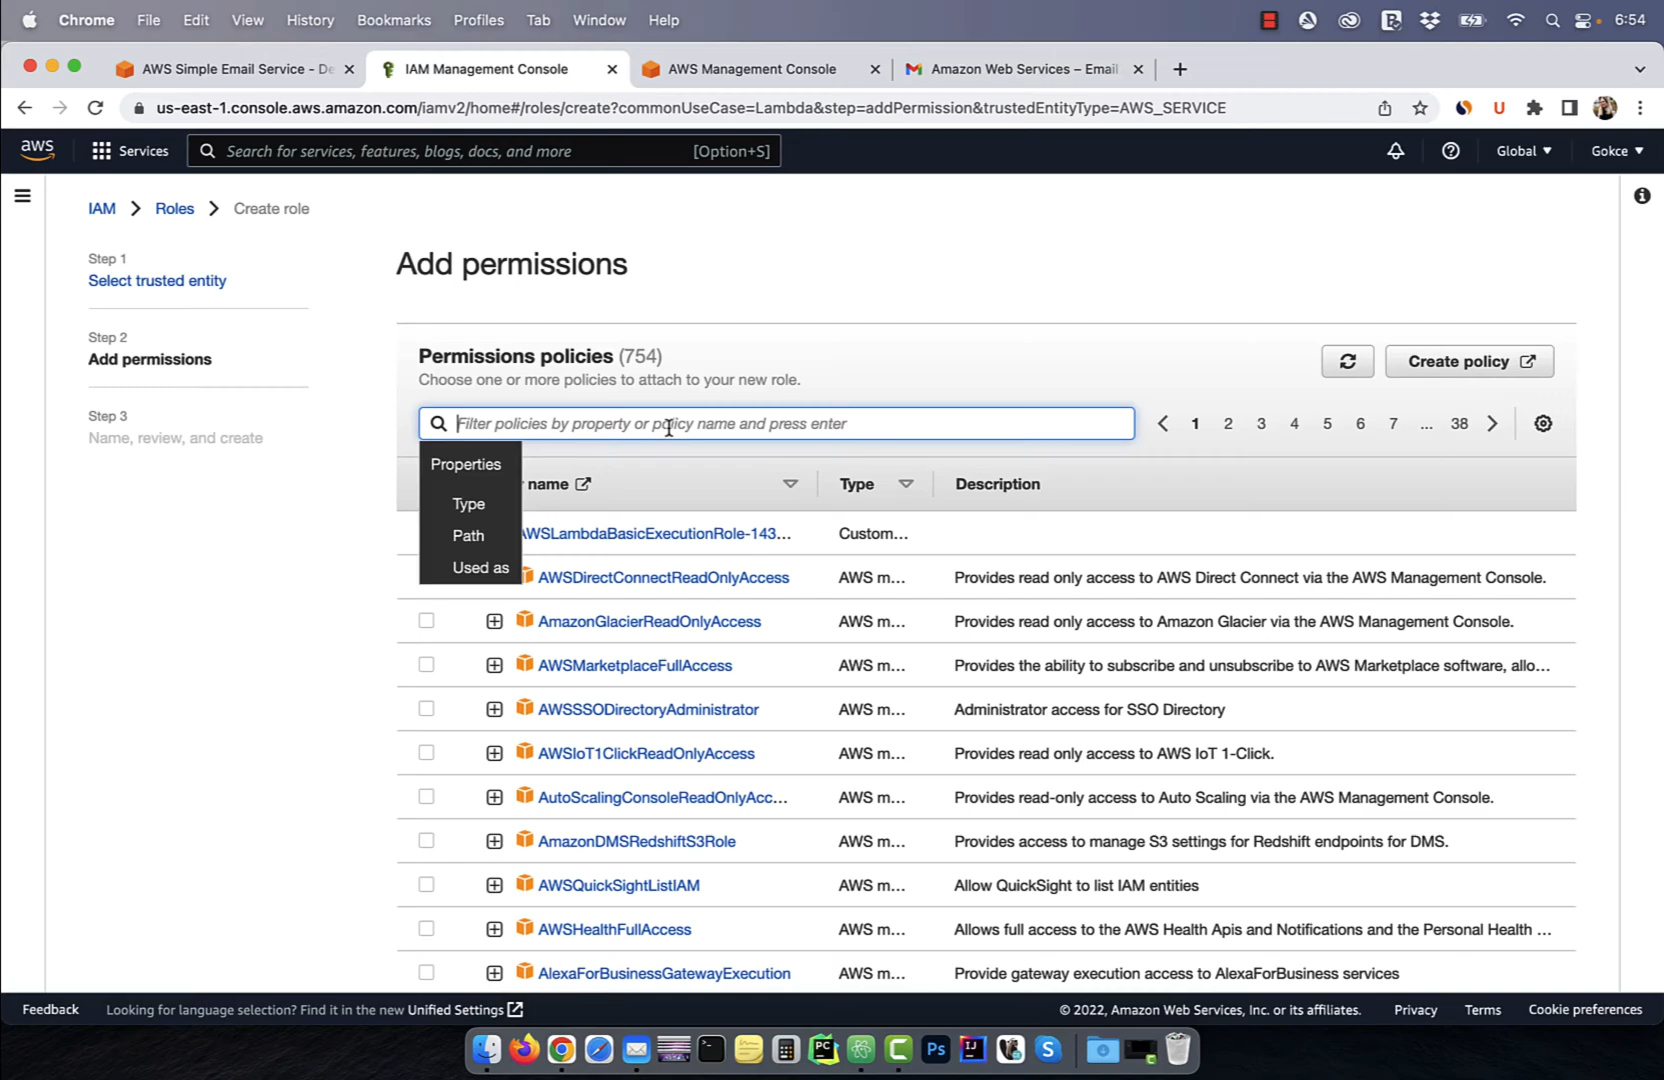 Chrome File Edit View History Bookmarks Profiles Tab Window Help 6:54
AWS Simple Email Service - De IAM Management Console AWS Management Console Amazon Web Services – Email
us-east-1.console.aws.amazon.com/iamv2/home#/roles/create?commonUseCase=Lambda&step=addPermission&trustedEntityType=AWS_SERVICE
aws Services Search for services, features, blogs, docs, and more [Option+S] Global Gokce
IAM Roles Create role
Step 1
Select trusted entity
Step 2
Add permissions
Step 3
Name, review, and create
Add permissions
Permissions policies (754)
Choose one or more policies to attach to your new role.
Create policy
Filter policies by property or policy name and press enter
1 2 3 4 5 6 7 ... 38
Properties
Type
Path
Used as
name Type Description
AWSLambdaBasicExecutionRole-143... Custom...
AWSDirectConnectReadOnlyAccess AWS m... Provides read only access to AWS Direct Connect via the AWS Management Console.
AmazonGlacierReadOnlyAccess AWS m... Provides read only access to Amazon Glacier via the AWS Management Console.
AWSMarketplaceFullAccess AWS m... Provides the ability to subscribe and unsubscribe to AWS Marketplace software, allo...
AWSSSODirectoryAdministrator AWS m... Administrator access for SSO Directory
AWSIoT1ClickReadOnlyAccess AWS m... Provides read only access to AWS IoT 1-Click.
AutoScalingConsoleReadOnlyAcc... AWS m... Provides read-only access to Auto Scaling via the AWS Management Console.
AmazonDMSRedshiftS3Role AWS m... Provides access to manage S3 settings for Redshift endpoints for DMS.
AWSQuickSightListIAM AWS m... Allow QuickSight to list IAM entities
AWSHealthFullAccess AWS m... Allows full access to the AWS Health Apis and Notifications and the Personal Health ...
AlexaForBusinessGatewayExecution AWS m... Provide gateway execution access to AlexaForBusiness services
Feedback Looking for language selection? Find it in the new Unified Settings © 2022, Amazon Web Services, Inc. or its affiliates. Privacy Terms Cookie preferences